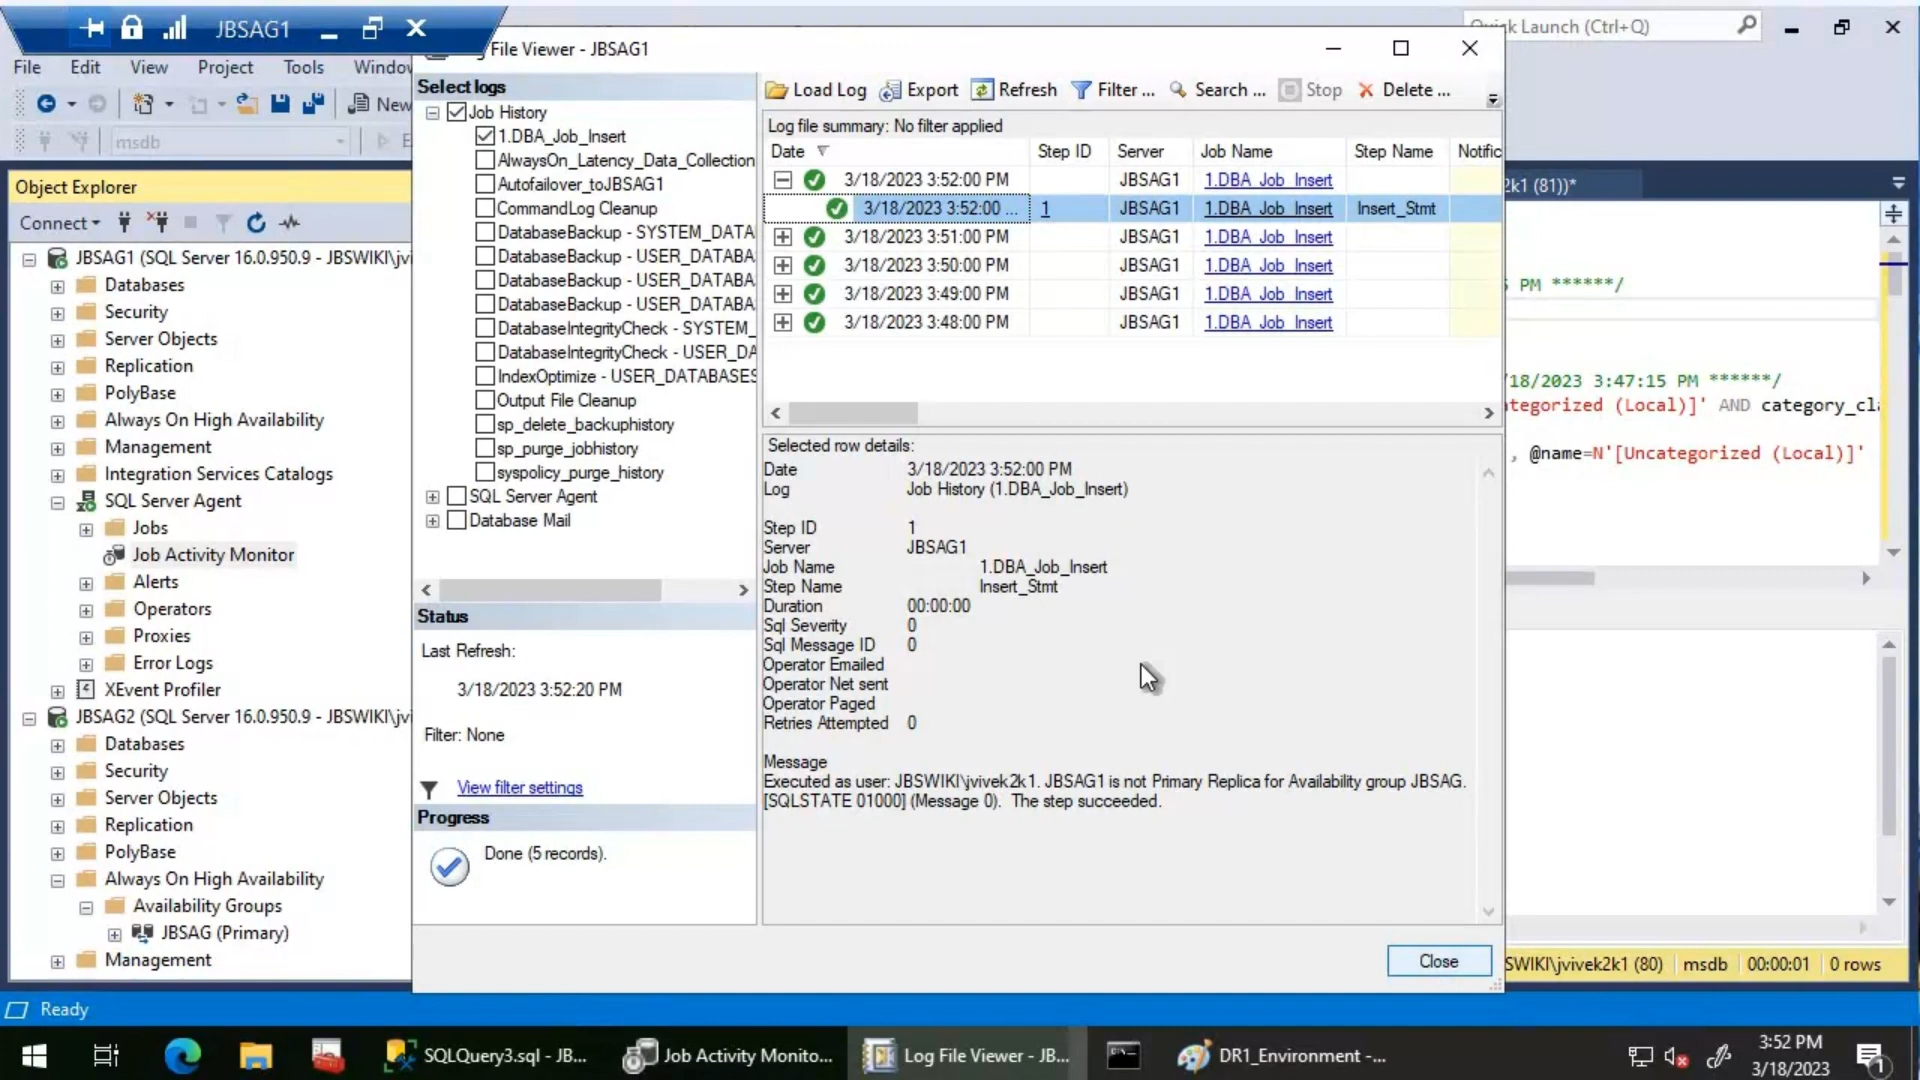 JBSAG1
Quick Launch (Ctrl+Q)
File Edit View Project Tools
File Viewer - JBSAG1
New
msdb
Object Explorer
Connect
JBSAG1 (SQL Server 16.0.950.9 - JBSWIKI\jvi
Databases
Security
Server Objects
Replication
PolyBase
Always On High Availability
Management
Integration Services Catalogs
SQL Server Agent
Jobs
Job Activity Monitor
Alerts
Operators
Proxies
Error Logs
XEvent Profiler
JBSAG2 (SQL Server 16.0.950.9 - JBSWIKI\jvi
Databases
Security
Server Objects
Replication
PolyBase
Always On High Availability
Availability Groups
JBSAG (Primary)
Management
Select logs
Job History
1.DBA_Job_Insert
AlwaysOn_Latency_Data_Collection
Autofailover_toJBSAG1
CommandLog Cleanup
DatabaseBackup - SYSTEM_DATA
DatabaseBackup - USER_DATABA
DatabaseBackup - USER_DATABA
DatabaseBackup - USER_DATABA
DatabaseIntegrityCheck - SYSTEM_
DatabaseIntegrityCheck - USER_DA
IndexOptimize - USER_DATABASES
Output File Cleanup
sp_delete_backuphistory
sp_purge_jobhistory
syspolicy_purge_history
SQL Server Agent
Database Mail
Status
Last Refresh:
3/18/2023 3:52:20 PM
Filter: None
View filter settings
Progress
Done (5 records).
Load Log Export Refresh Filter ... Search ... Stop Delete ...
Log file summary: No filter applied
Date Step ID Server Job Name Step Name Notific
3/18/2023 3:52:00 PM JBSAG1 1.DBA_Job_Insert
3/18/2023 3:52:00 ... 1 JBSAG1 1.DBA_Job_Insert Insert_Stmt
3/18/2023 3:51:00 PM JBSAG1 1.DBA_Job_Insert
3/18/2023 3:50:00 PM JBSAG1 1.DBA_Job_Insert
3/18/2023 3:49:00 PM JBSAG1 1.DBA_Job_Insert
3/18/2023 3:48:00 PM JBSAG1 1.DBA_Job_Insert
Selected row details:
Date 3/18/2023 3:52:00 PM
Log Job History (1.DBA_Job_Insert)
Step ID 1
Server JBSAG1
Job Name 1.DBA_Job_Insert
Step Name Insert_Stmt
Duration 00:00:00
Sql Severity 0
Sql Message ID 0
Operator Emailed
Operator Net sent
Operator Paged
Retries Attempted 0
Message
Executed as user: JBSWIKI\jvivek2k1. JBSAG1 is not Primary Replica for Availability group JBSAG.
[SQLSTATE 01000] (Message 0). The step succeeded.
Close
2k1 (81))*
PM ******/
18/2023 3:47:15 PM ******/
tegorized (Local)]' AND category_cla
, @name=N'[Uncategorized (Local)]'
SWIKI\jvivek2k1 (80) msdb 00:00:01 0 rows
Ready
SQLQuery3.sql - JB... Job Activity Monito... Log File Viewer - JB... DR1_Environment -...
3:52 PM
3/18/2023
1